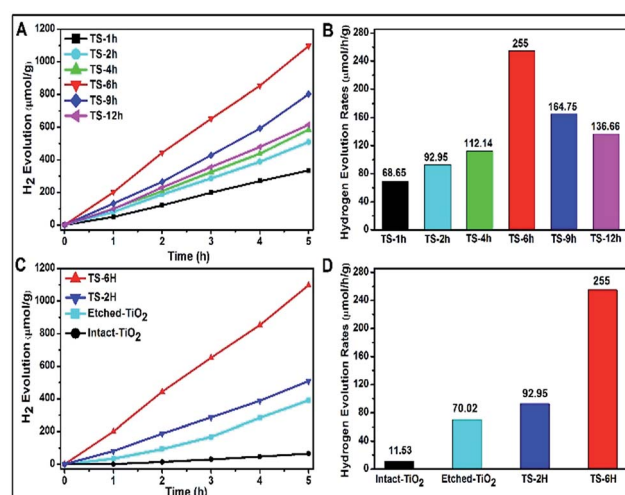 A
1200
1000
800
600
400
200
0
H2 Evolution (μmol/g)
TS-1h
TS-2h
TS-4h
TS-6h
TS-9h
TS-12h
0 1 2 3 4 5
Time (h)
B
280
240
200
160
120
80
40
0
Hydrogen Evolution Rates (μmol/h/g)
68.65
92.95
112.14
255
164.75
136.66
TS-1h TS-2h TS-4h TS-6h TS-9h TS-12h
C
1200
1000
800
600
400
200
0
H2 Evolution (μmol/g)
TS-6H
TS-2H
Etched-TiO2
Intact-TiO2
0 1 2 3 4 5
Time (h)
D
280
240
200
160
120
80
40
0
Hydrogen Evolution Rates (μmol/h/g)
11.53
70.02
92.95
255
Intact-TiO2 Etched-TiO2 TS-2H TS-6H